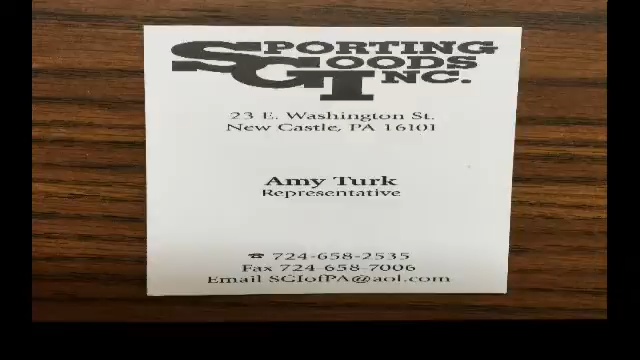 SPORTING
GOODS
INC.
23 E. Washington St.
New Castle, PA 16101
Amy Turk
Representative
☎ 724-658-2535
Fax 724-658-7006
Email SGIofPA@aol.com